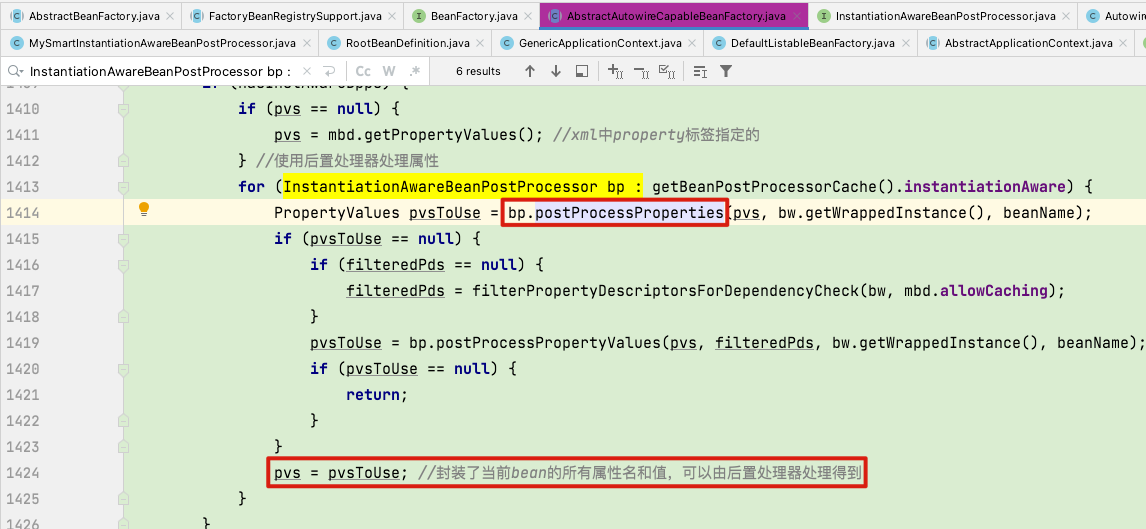 AbstractBeanFactory.java × FactoryBeanRegistrySupport.java × BeanFactory.java × AbstractAutowireCapableBeanFactory.java × InstantiationAwareBeanPostProcessor.java × Autowir
MySmartInstantiationAwareBeanPostProcessor.java × RootBeanDefinition.java × GenericApplicationContext.java × DefaultListableBeanFactory.java × AbstractApplicationContext.java ×
InstantiationAwareBeanPostProcessor bp : × Cc W .* 6 results
1410 if (pvs == null) {
1411 pvs = mbd.getPropertyValues(); //xml中property标签指定的
1412 } //使用后置处理器处理属性
1413 for (InstantiationAwareBeanPostProcessor bp : getBeanPostProcessorCache().instantiationAware) {
1414 PropertyValues pvsToUse = bp.postProcessProperties(pvs, bw.getWrappedInstance(), beanName);
1415 if (pvsToUse == null) {
1416 if (filteredPds == null) {
1417 filteredPds = filterPropertyDescriptorsForDependencyCheck(bw, mbd.allowCaching);
1418 }
1419 pvsToUse = bp.postProcessPropertyValues(pvs, filteredPds, bw.getWrappedInstance(), beanName);
1420 if (pvsToUse == null) {
1421 return;
1422 }
1423 }
1424 pvs = pvsToUse; //封装了当前bean的所有属性名和值，可以由后置处理器处理得到
1425 }
1426 }